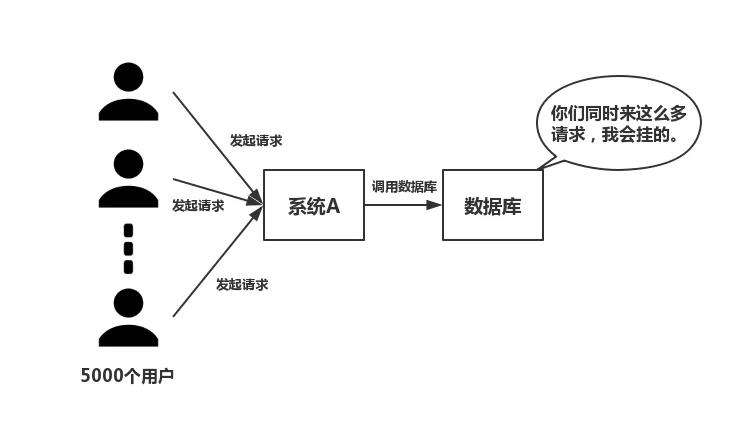 你们同时来这么多
请求，我会挂的。
发起请求
调用数据库
发起请求
系统A
数据库
发起请求
5000个用户